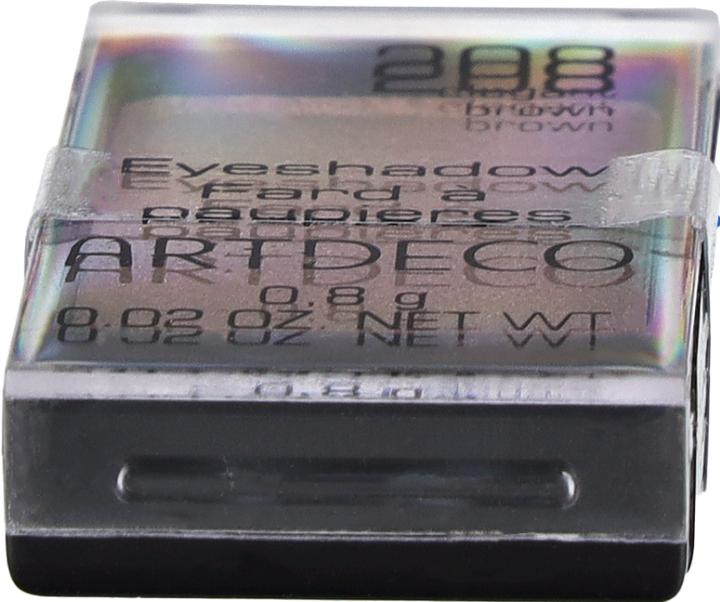 208
brown
Eyeshadow
Fard à
paupières
ARTDECO
0.8 g
0.02 OZ. NET WT